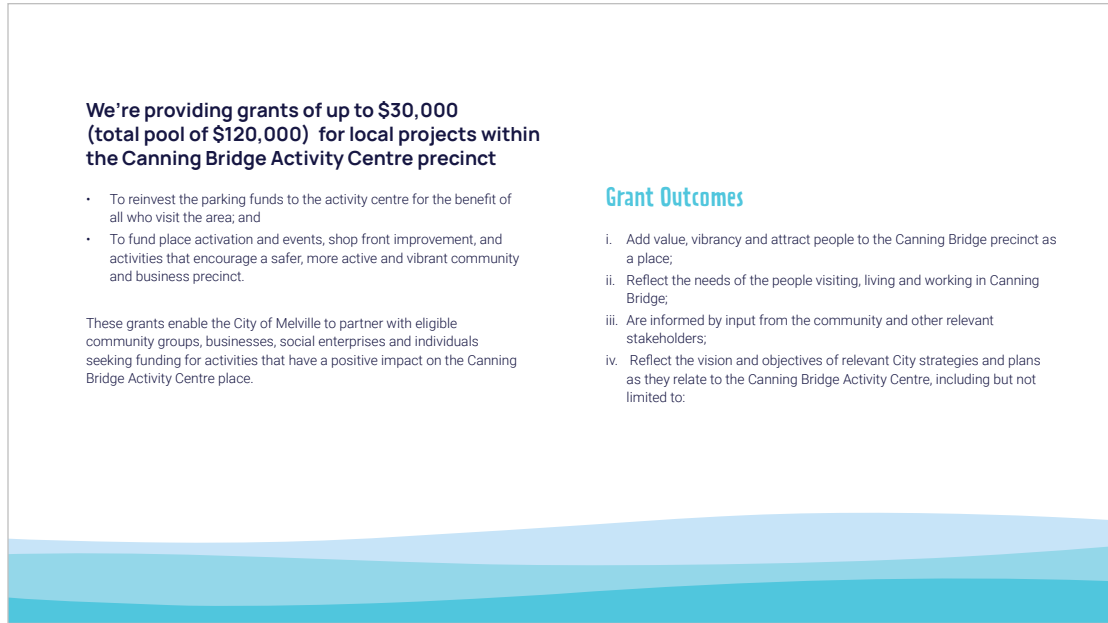 We're providing grants of up to $30,000
(total pool of $120,000)  for local projects within
the Canning Bridge Activity Centre precinct
• To reinvest the parking funds to the activity centre for the benefit of
all who visit the area; and
• To fund place activation and events, shop front improvement, and
activities that encourage a safer, more active and vibrant community
and business precinct.
These grants enable the City of Melville to partner with eligible
community groups, businesses, social enterprises and individuals
seeking funding for activities that have a positive impact on the Canning
Bridge Activity Centre place.
Grant Outcomes
i. Add value, vibrancy and attract people to the Canning Bridge precinct as
a place;
ii. Reflect the needs of the people visiting, living and working in Canning
Bridge;
iii. Are informed by input from the community and other relevant
stakeholders;
iv. Reflect the vision and objectives of relevant City strategies and plans
as they relate to the Canning Bridge Activity Centre, including but not
limited to: